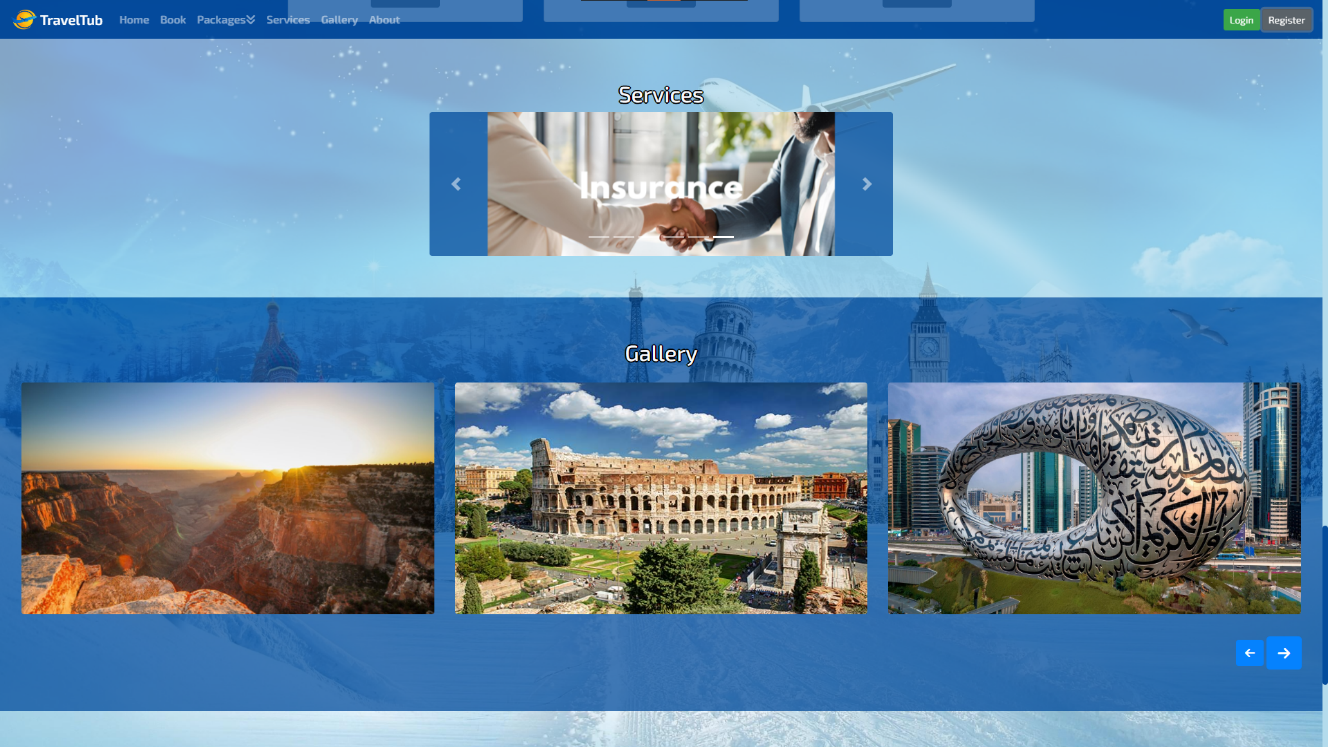 TravelTub Home Book Packages Services Gallery About Login Register
Services
Insurance
Gallery